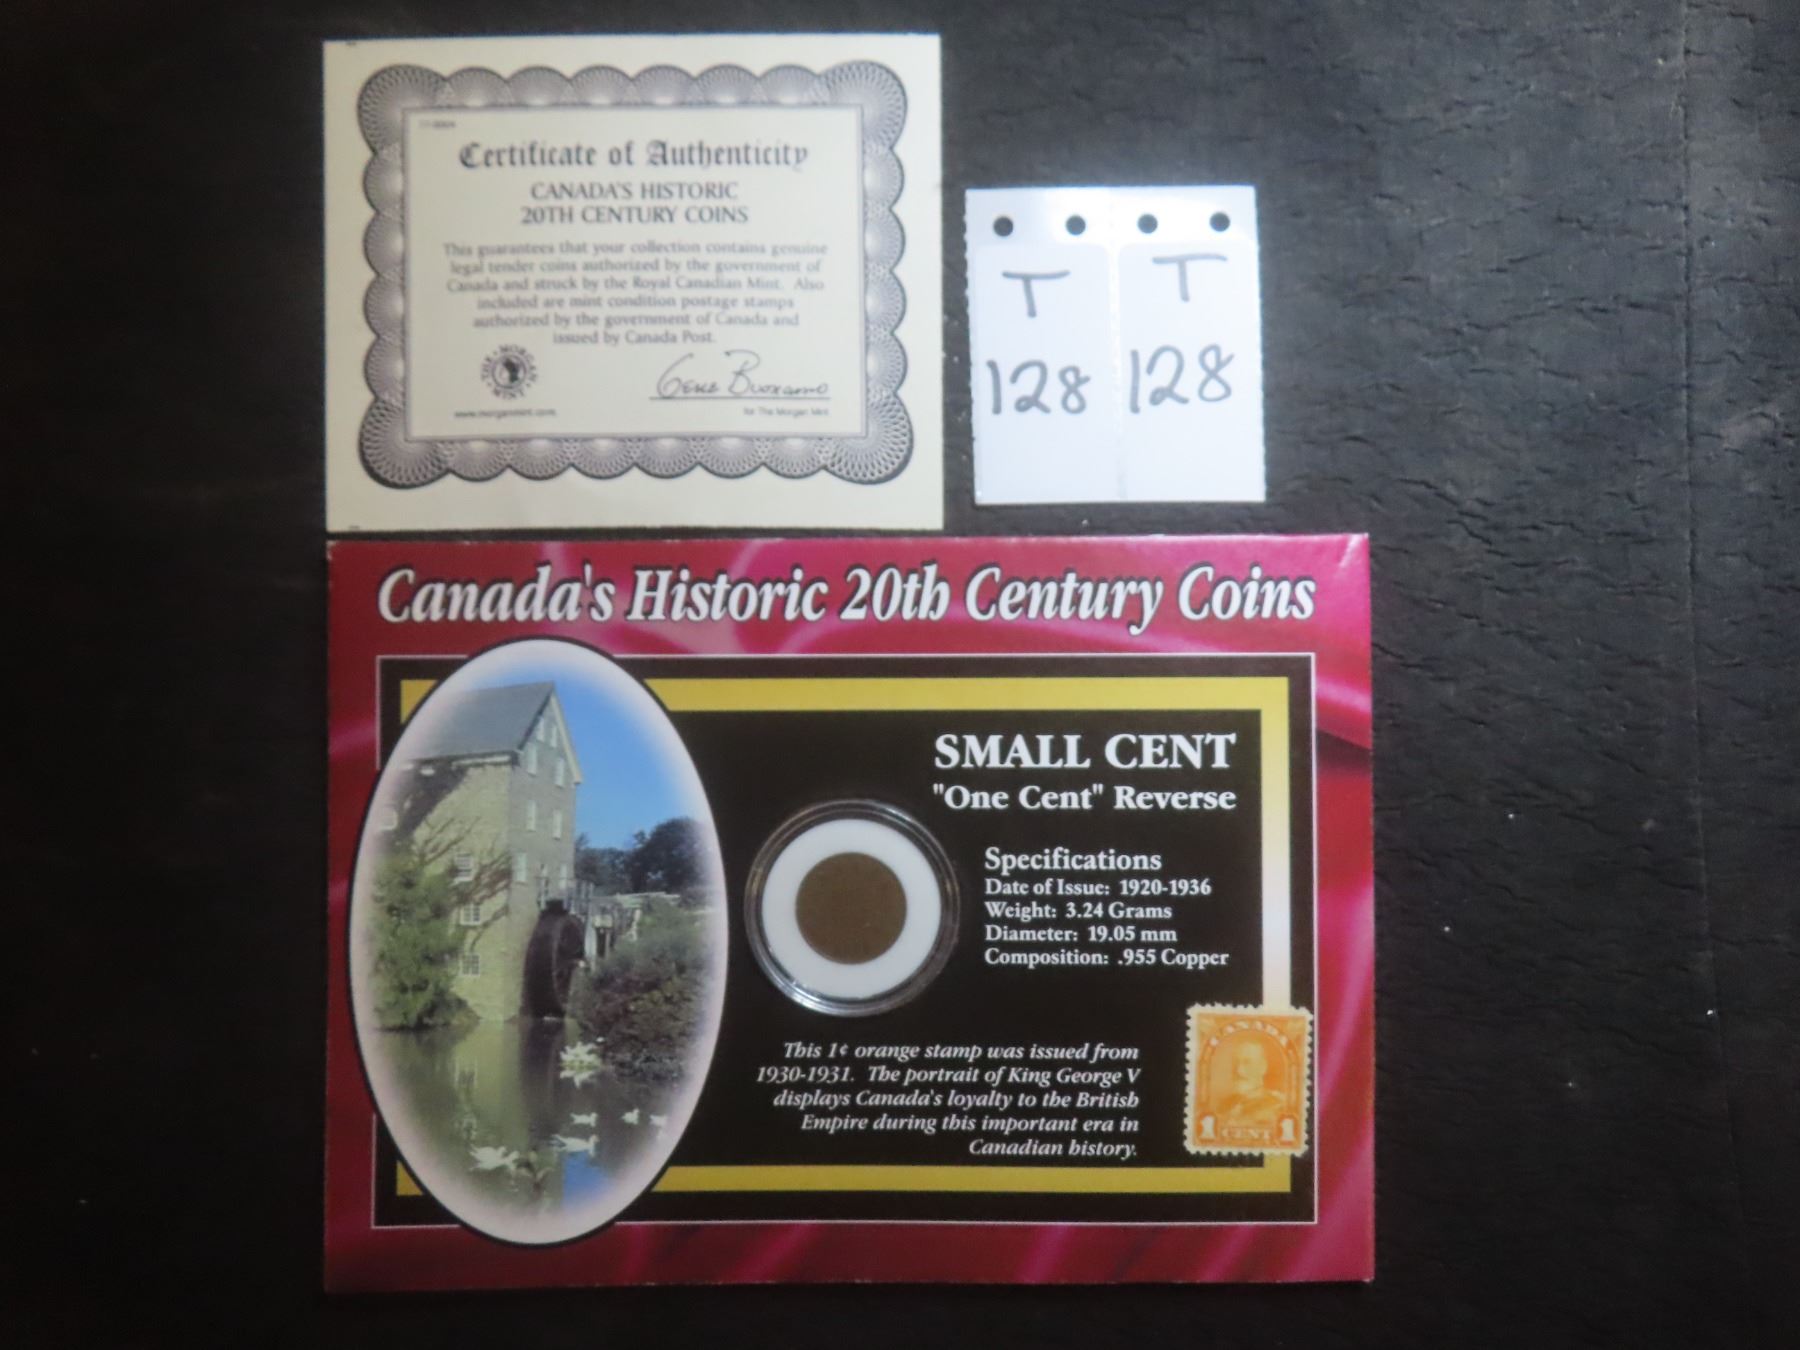 Certificate of Authenticity
CANADA'S HISTORIC
20TH CENTURY COINS
This guarantees that your collection contains genuine
legal tender coins authorized by the government of
Canada and struck by the Royal Canadian Mint. Also
included are mint condition postage stamps
authorized by the government of Canada and
issued by Canada Post.
THE MORGAN MINT
www.morganmint.com
for The Morgan Mint
T T
128 128
Canada's Historic 20th Century Coins
SMALL CENT
"One Cent" Reverse
Specifications
Date of Issue: 1920-1936
Weight: 3.24 Grams
Diameter: 19.05 mm
Composition: .955 Copper
This 1¢ orange stamp was issued from
1930-1931. The portrait of King George V
displays Canada's loyalty to the British
Empire during this important era in
Canadian history.
CANADA
1 CENT 1